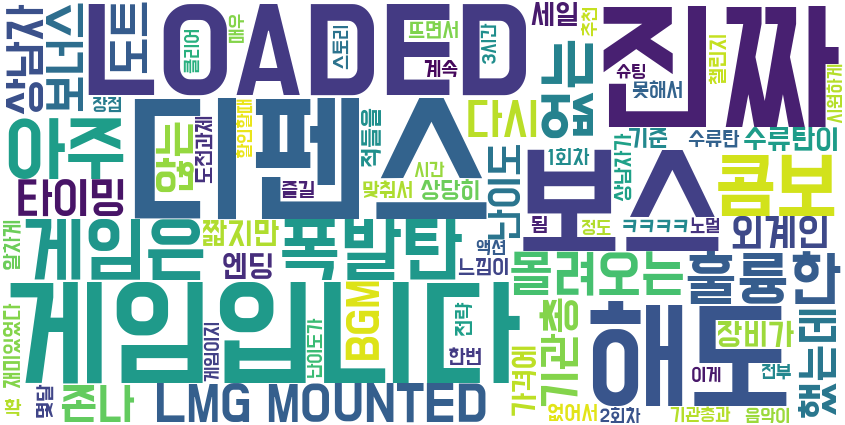 LOADED
진짜
디펜스
게임입니다
보스
해도
아주
게임은
폭발탄
LMG MOUNTED
훌륭한
콤보
없는
상남자
보너스
도트
클리어
매우
스토리
뜨면서
계속
3시간
세일
추천
슈팅
못해서
챌린지
시원하게
장점
않는
도전과제
할인할때
적들을
다시
난이도
1회차
기준
수류탄
수류탄이
상남자가
타이밍
즐길
시간
맞춰서
상당히
됨
정도
ㅋㅋㅋㅋ
노멀
외계인
알차게
짧지만
엔딩
액션
느낌이
몰려오는
재미있었다
게임이지
난이도가
BGM
전략
한번
가격에
기관총
장비가
이게
전부
했는데
몇달
존나
없어서
2회차
기관총과
음악이